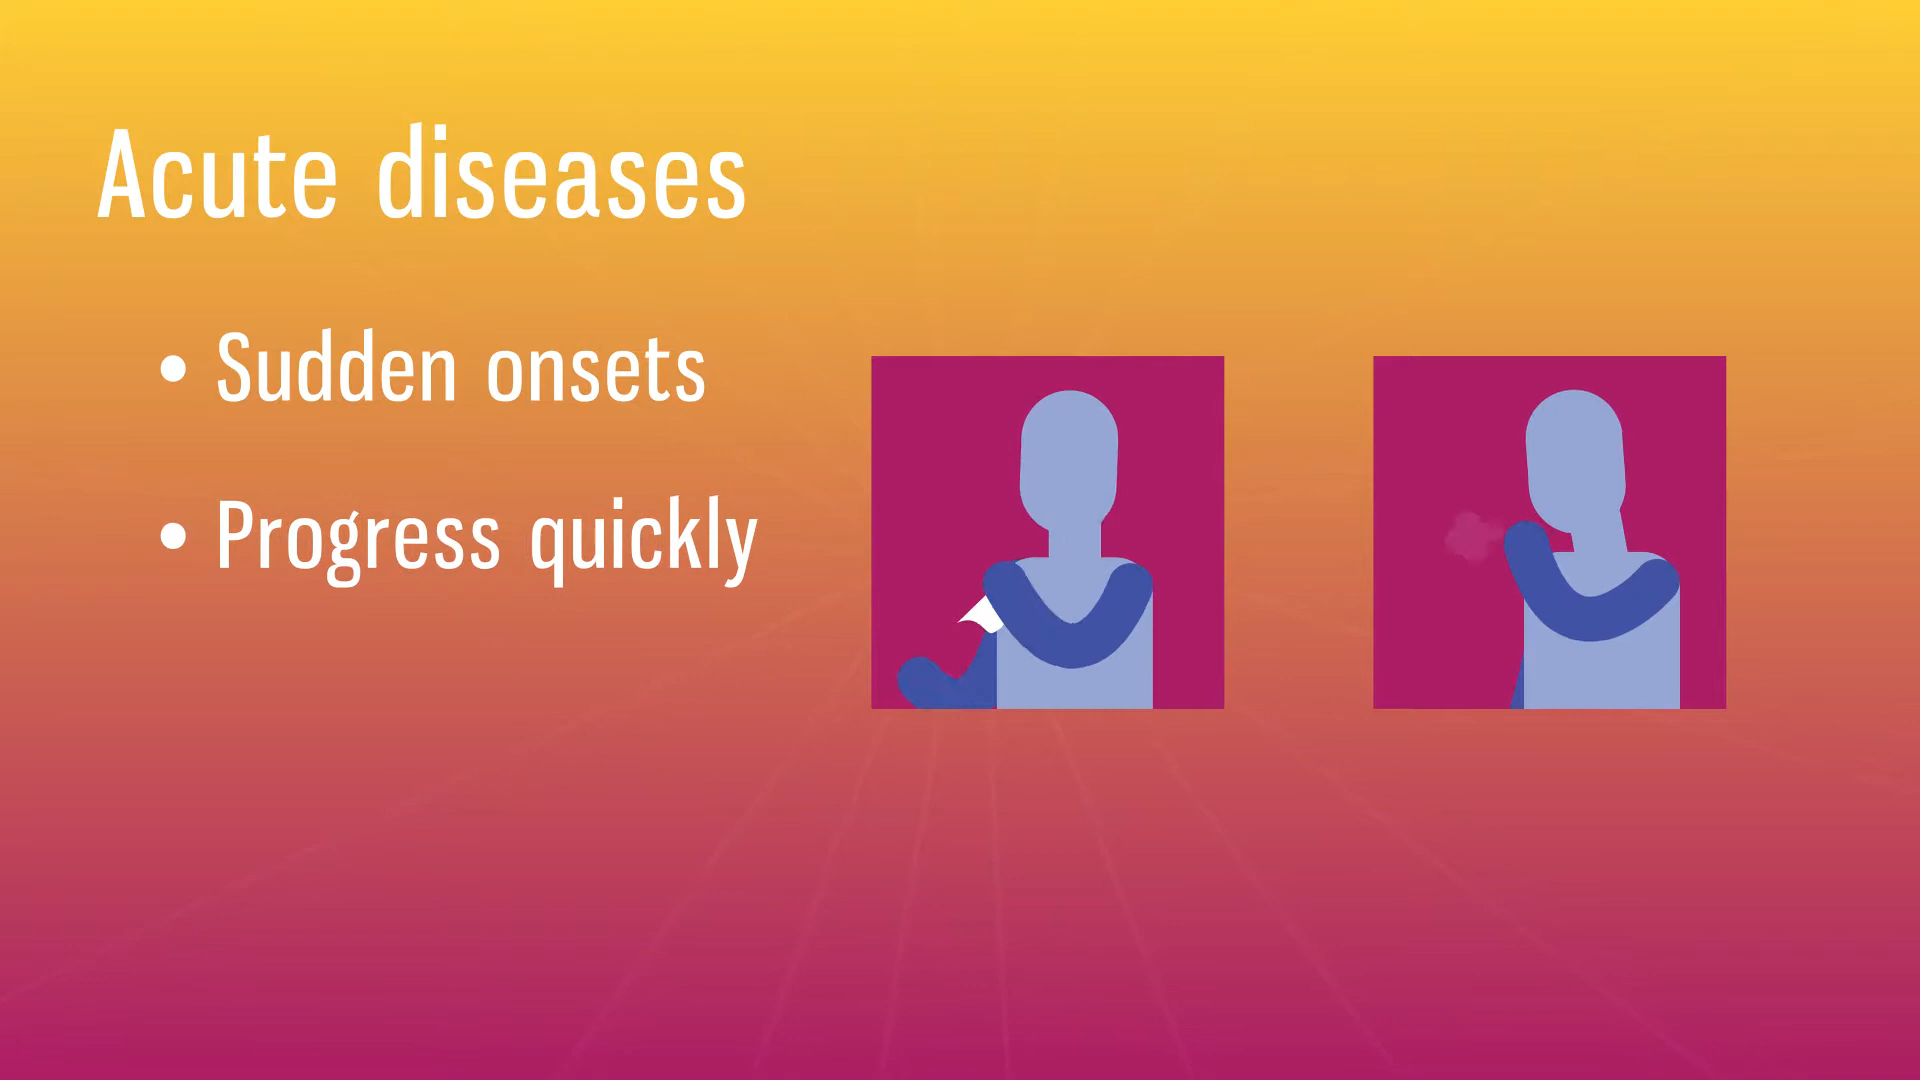 Acute diseases
• Sudden onsets
• Progress quickly